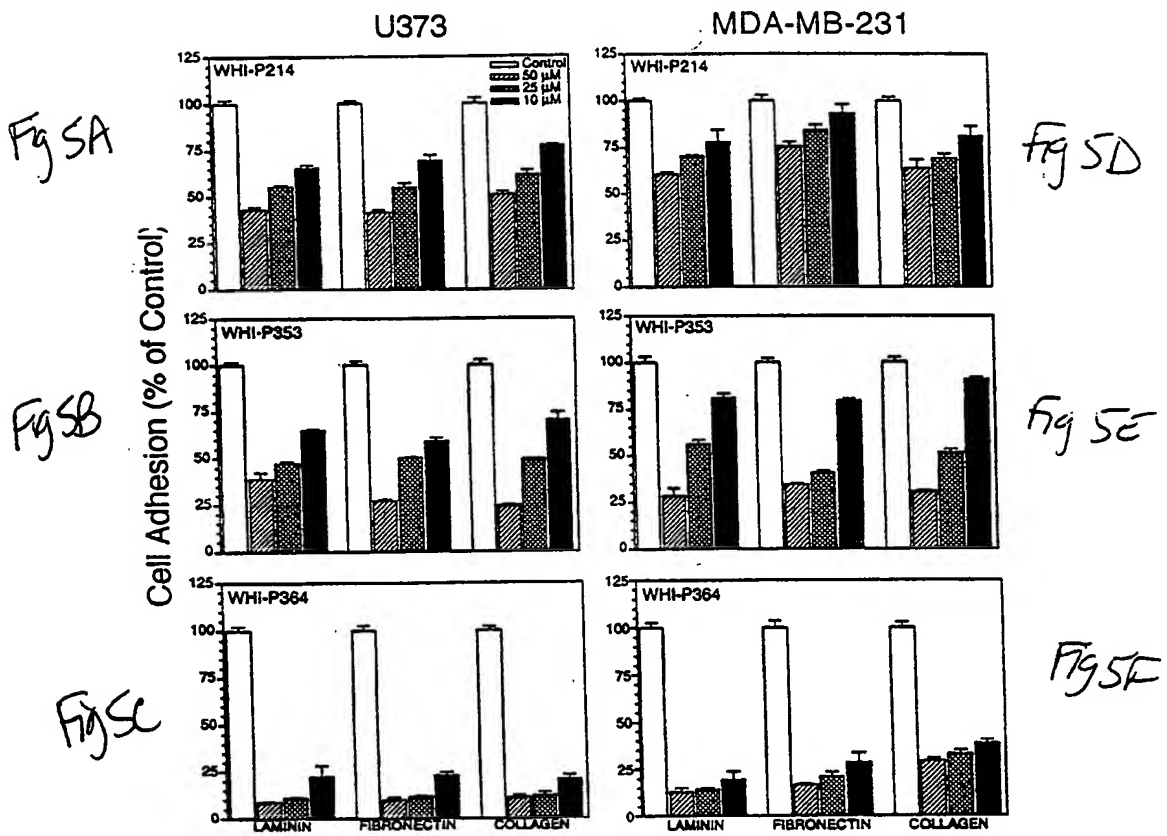 U373
MDA-MB-231
Cell Adhesion (% of Control;
Fig 5A
WHI-P214
Control
50 µM
25 µM
10 µM
125
100
75
50
25
0
WHI-P214
125
100
75
50
25
0
Fig 5D
Fig 5B
WHI-P353
125
100
75
50
25
0
WHI-P353
125
100
75
50
25
0
Fig 5E
Fig 5C
WHI-P364
125
100
75
50
25
0
LAMININ FIBRONECTIN COLLAGEN
WHI-P364
125
100
75
50
25
0
LAMININ FIBRONECTIN COLLAGEN
Fig 5F